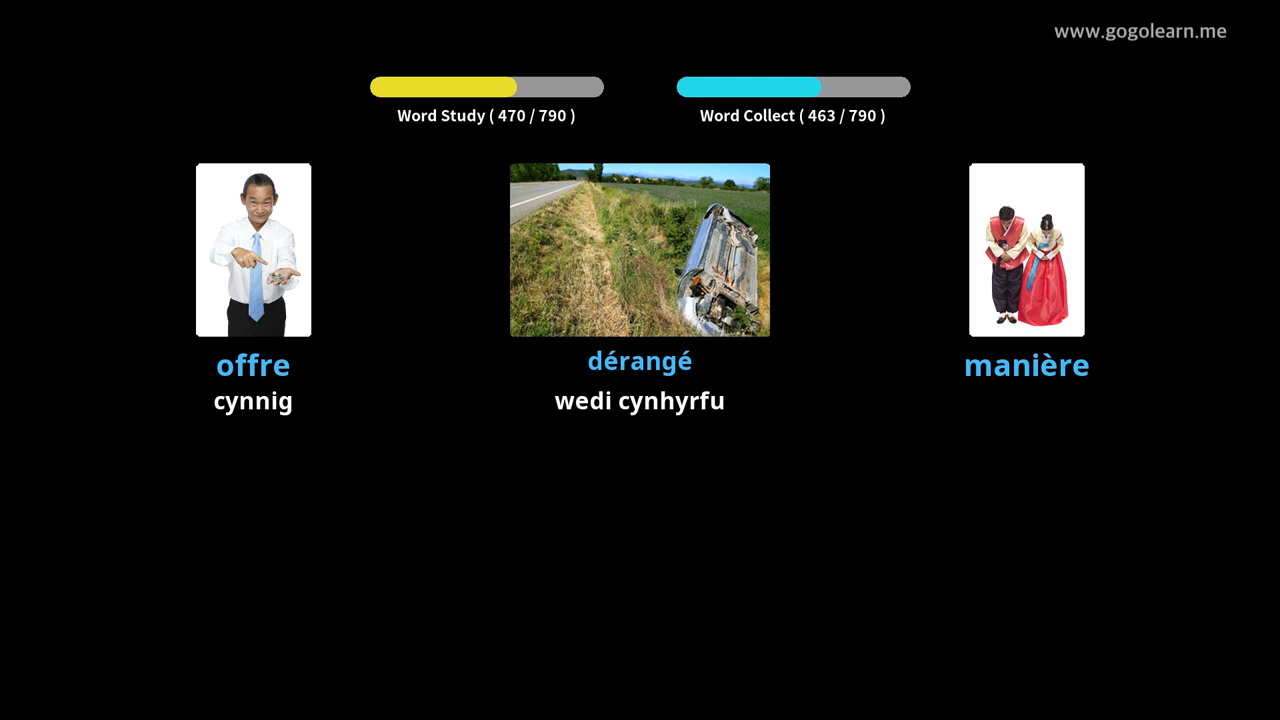 www.gogolearn.me
Word Study ( 470 / 790 )
Word Collect ( 463 / 790 )
offre
cynnig
dérangé
wedi cynhyrfu
manière